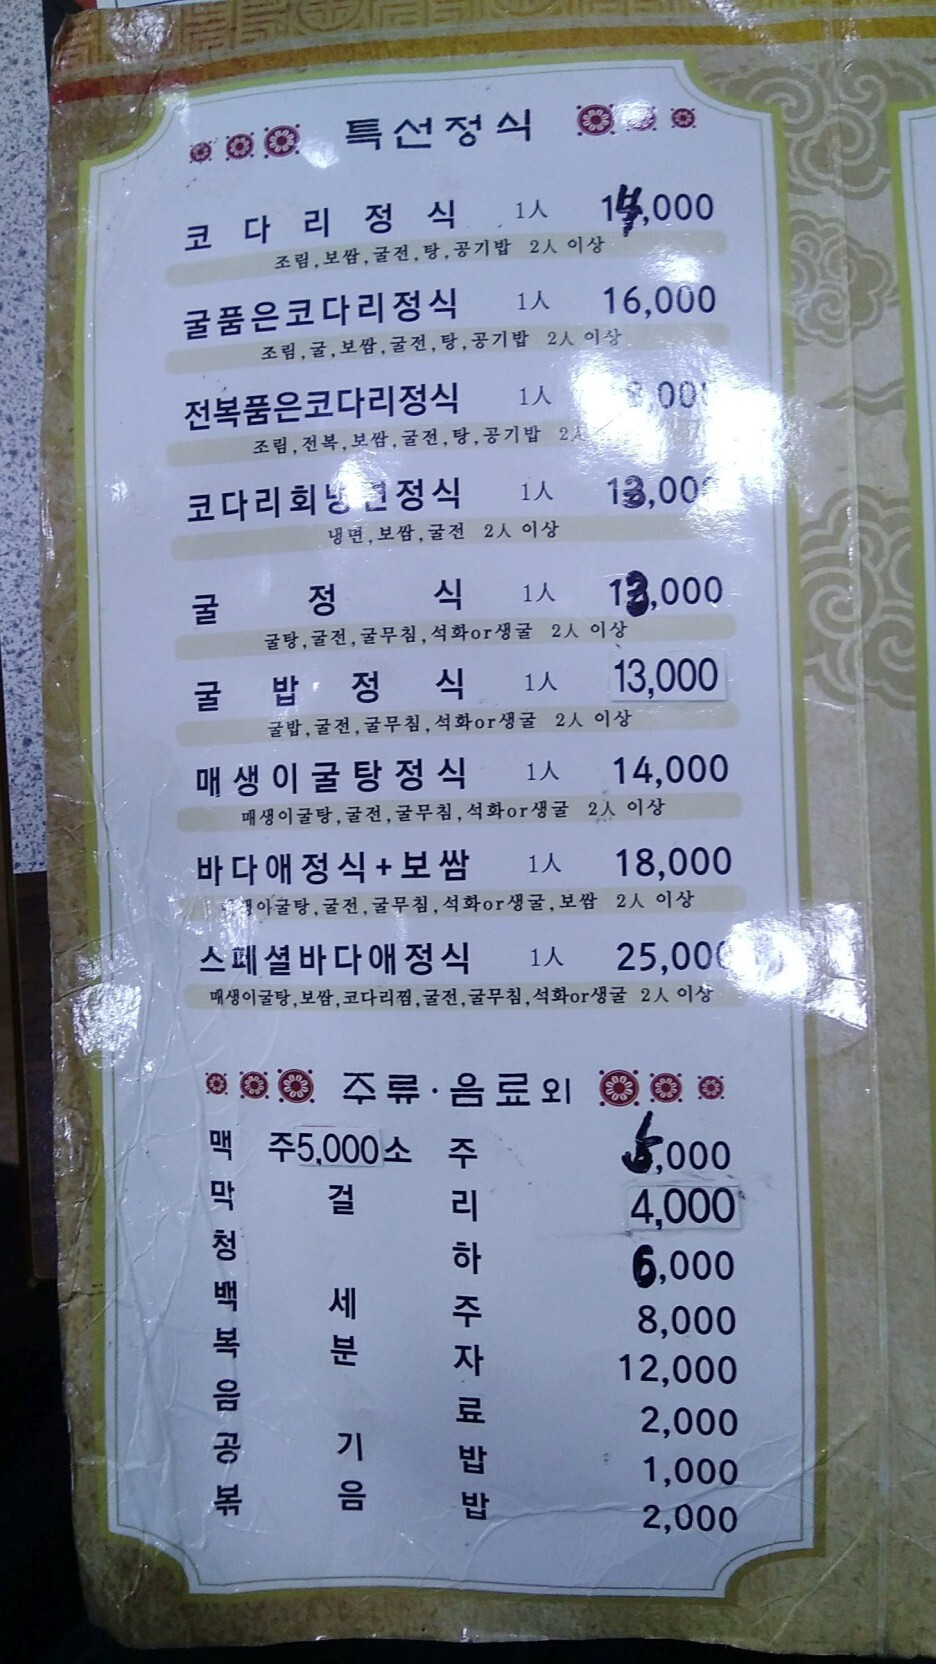 특선정식
코다리정식 1人 14,000
조림,보쌈,굴전,탕,공기밥 2人 이상
굴품은코다리정식 1人 16,000
조림,굴,보쌈,굴전,탕,공기밥 2人 이상
전복품은코다리정식 1人
조림,전복,보쌈,굴전,탕,공기밥
코다리회냉면정식 1人 13,000
냉면,보쌈,굴전 2人 이상
굴정식 1人 13,000
굴탕,굴전,굴무침,석화or생굴 2人 이상
굴밥정식 1人 13,000
굴밥,굴전,굴무침,석화or생굴 2人 이상
매생이굴탕정식 1人 14,000
매생이굴탕,굴전,굴무침,석화or생굴 2人 이상
바다애정식+보쌈 1人 18,000
매생이굴탕,굴전,굴무침,석화or생굴,보쌈 2人 이상
스페셜바다애정식 1人 25,000
매생이굴탕,보쌈,코다리찜,굴전,굴무침,석화or생굴 2人 이상
주류·음료외
맥주5,000소주 5,000
막걸리 4,000
청하 6,000
백세주 8,000
복분자 12,000
음료 2,000
공기밥 1,000
볶음밥 2,000